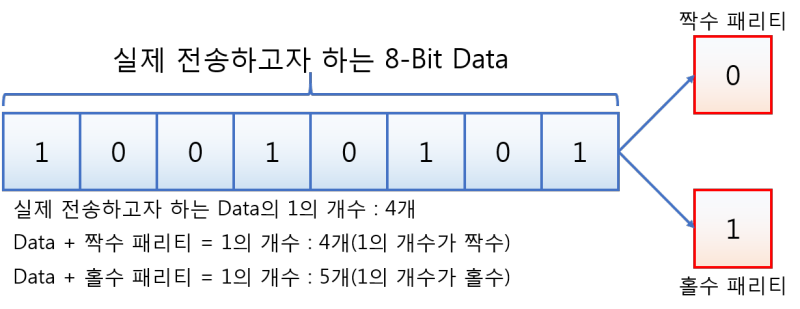 짝수 패리티
실제 전송하고자 하는 8-Bit Data
0
1 0 0 1 0 1 0 1
실제 전송하고자 하는 Data의 1의 개수 : 4개
Data + 짝수 패리티 = 1의 개수 : 4개(1의 개수가 짝수)
1
Data + 홀수 패리티 = 1의 개수 : 5개(1의 개수가 홀수)
홀수 패리티